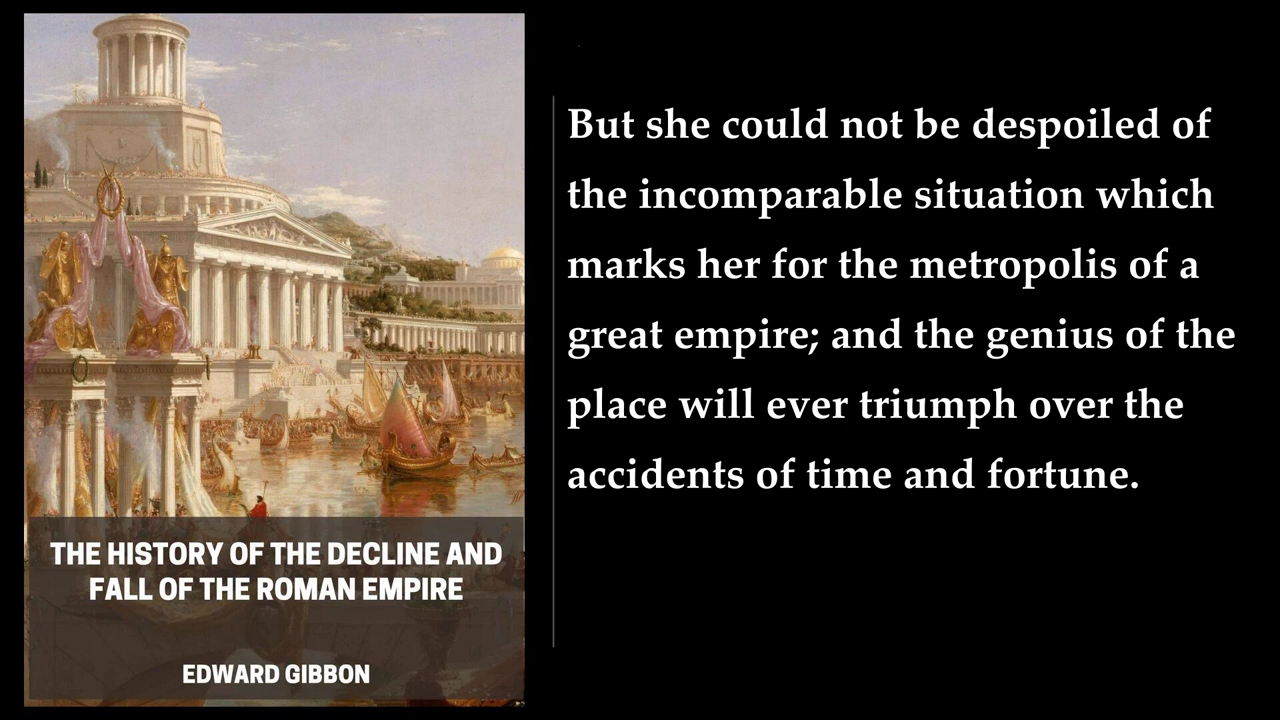 But she could not be despoiled of
the incomparable situation which
marks her for the metropolis of a
great empire; and the genius of the
place will ever triumph over the
accidents of time and fortune.
THE HISTORY OF THE DECLINE AND
FALL OF THE ROMAN EMPIRE
EDWARD GIBBON